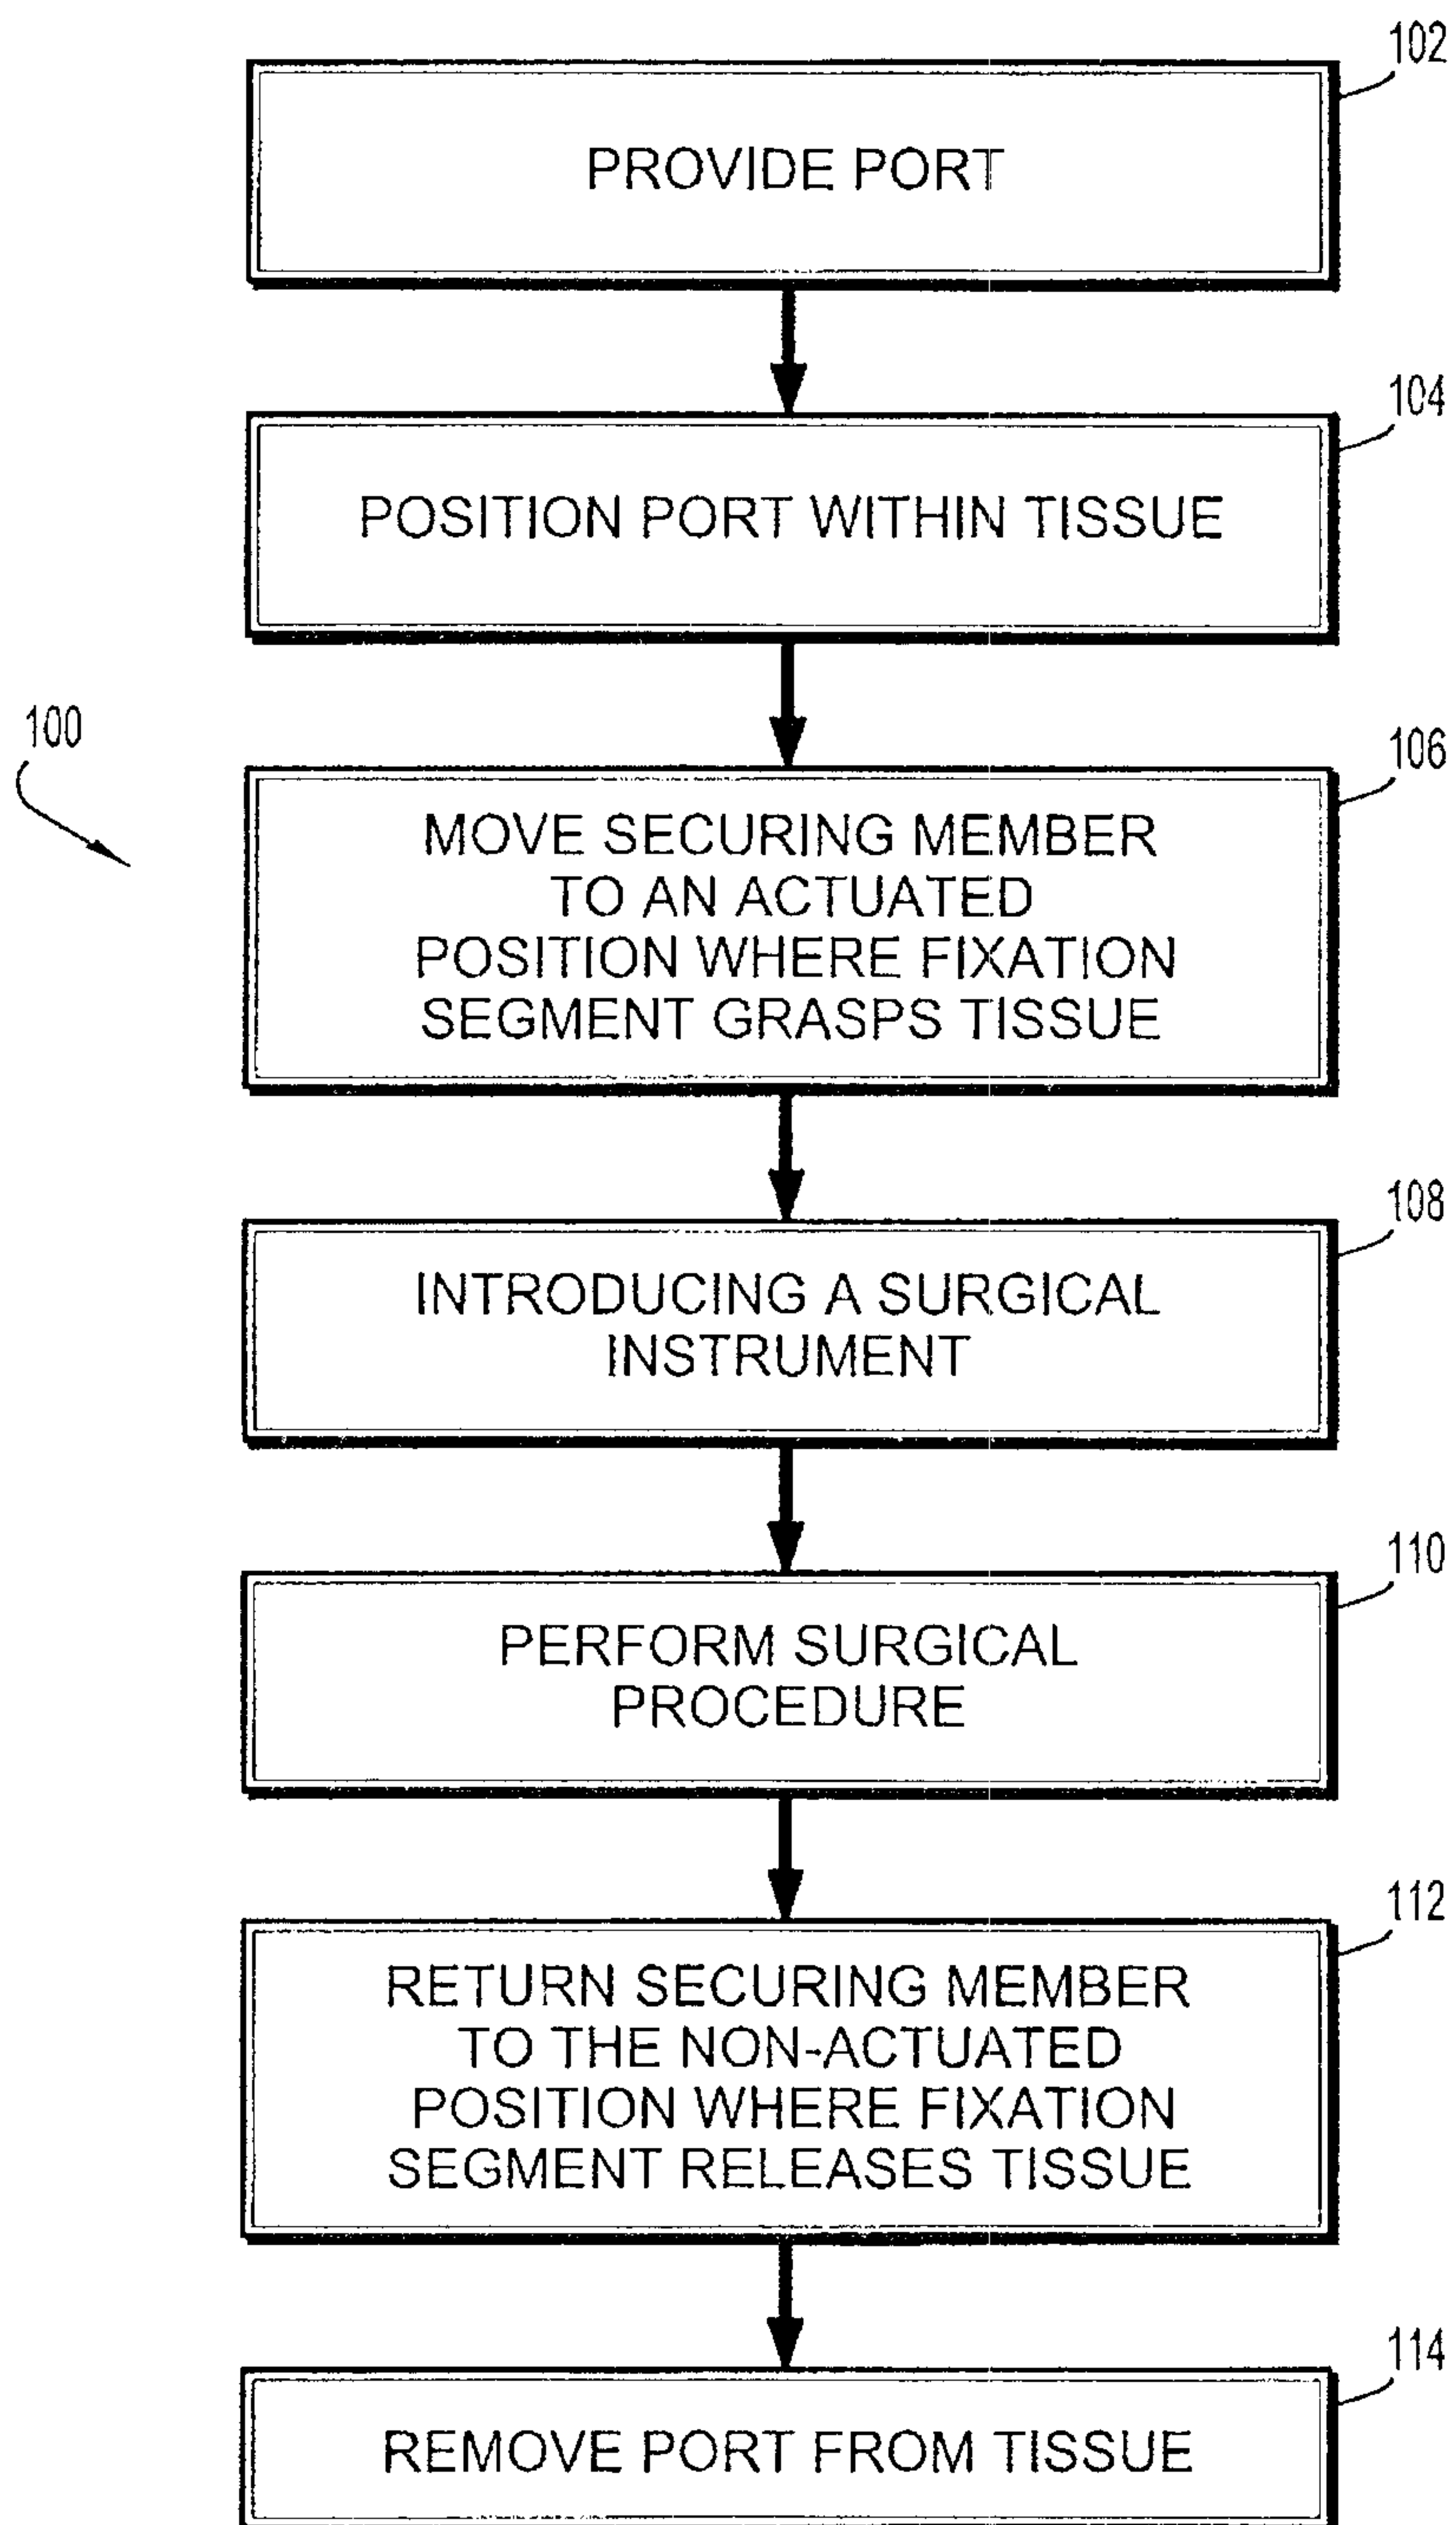 102
PROVIDE PORT
104
POSITION PORT WITHIN TISSUE
100
106
MOVE SECURING MEMBER
TO AN ACTUATED
POSITION WHERE FIXATION
SEGMENT GRASPS TISSUE
108
INTRODUCING A SURGICAL
INSTRUMENT
110
PERFORM SURGICAL
PROCEDURE
112
RETURN SECURING MEMBER
TO THE NON-ACTUATED
POSITION WHERE FIXATION
SEGMENT RELEASES TISSUE
114
REMOVE PORT FROM TISSUE